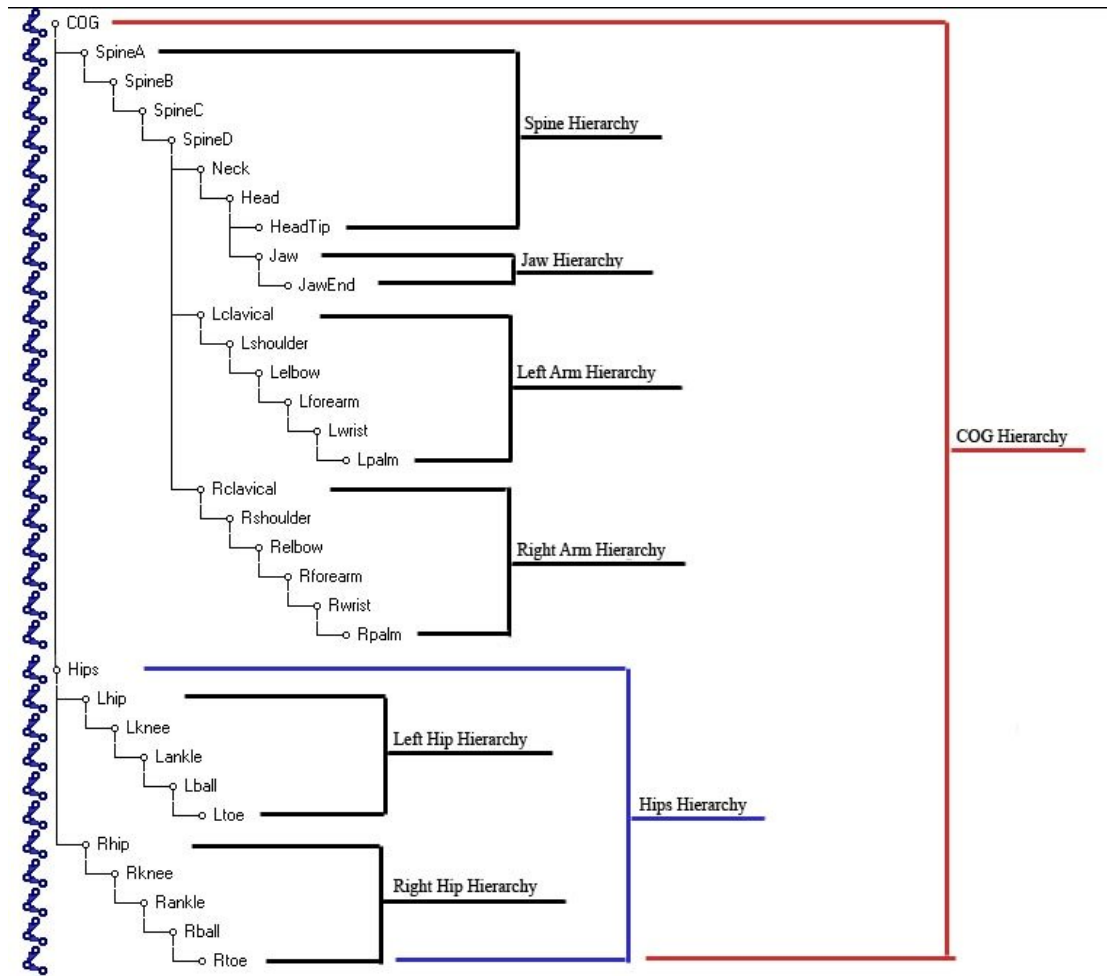 COG
SpineA
SpineB
Spine Hierarchy
SpineC
SpineD
Neck
Head
HeadTip
Jaw
Jaw Hierarchy
JawEnd
Lclavical
Lshoulder
Lelbow
Left Arm Hierarchy
Lforearm
Lwrist
COG Hierarchy
Lpalm
Rclavical
Rshoulder
Relbow
Right Arm Hierarchy
Rforearm
Rwrist
Rpalm
Hips
Lhip
Lknee
Left Hip Hierarchy
Lankle
Lball
Hips Hierarchy
Ltoe
Rhip
Rknee
Right Hip Hierarchy
Rankle
Rball
Rtoe